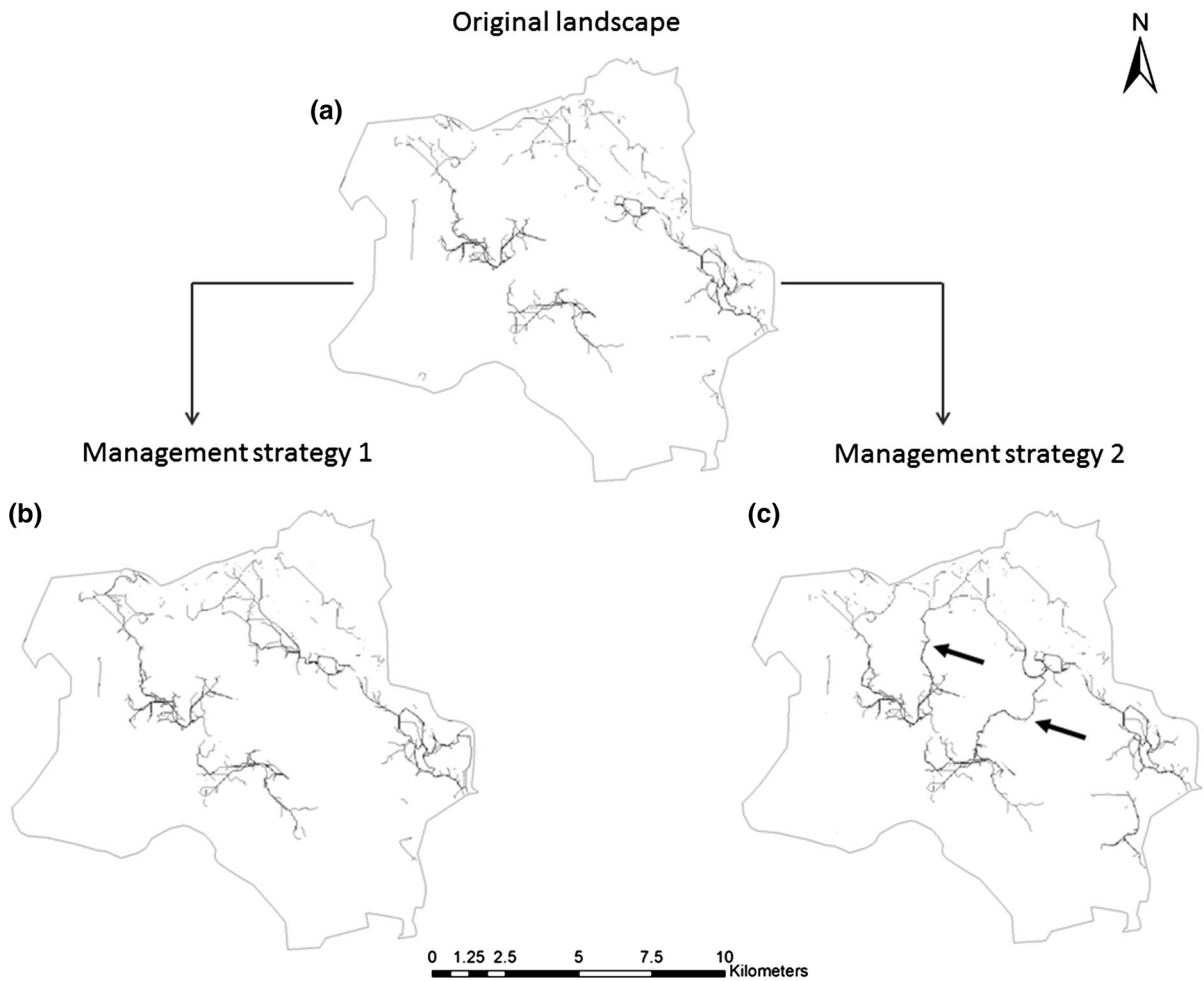 Original landscape
N
(a)
Management strategy 1
Management strategy 2
(b)
(c)
0 1.25 2.5 5 7.5 10
Kilometers